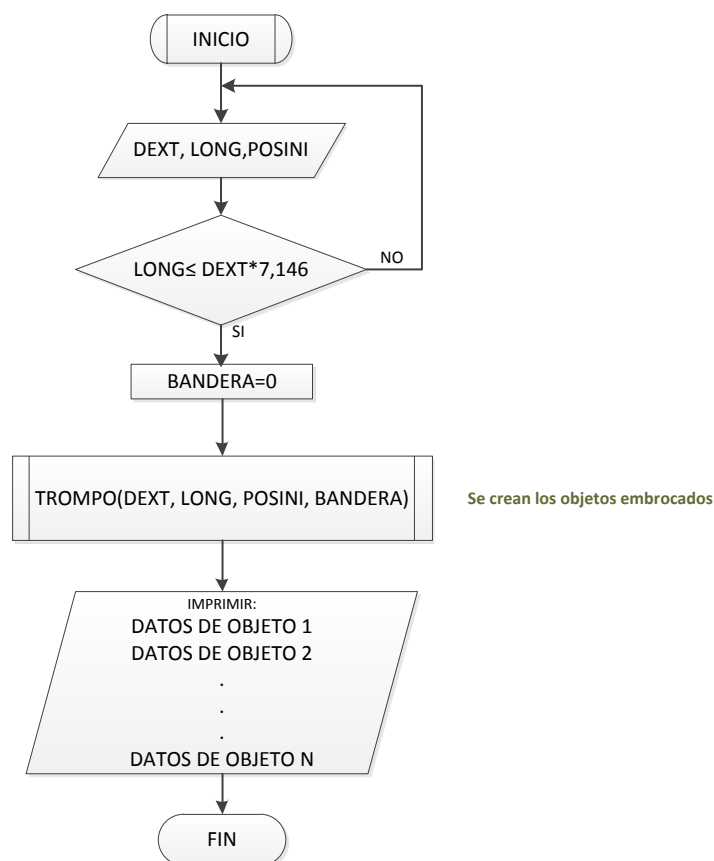 INICIO
DEXT, LONG,POSINI
LONG≤ DEXT*7,146
NO
SI
BANDERA=0
TROMPO(DEXT, LONG, POSINI, BANDERA)
Se crean los objetos embrocados
IMPRIMIR:
DATOS DE OBJETO 1
DATOS DE OBJETO 2
.
.
.
DATOS DE OBJETO N
FIN